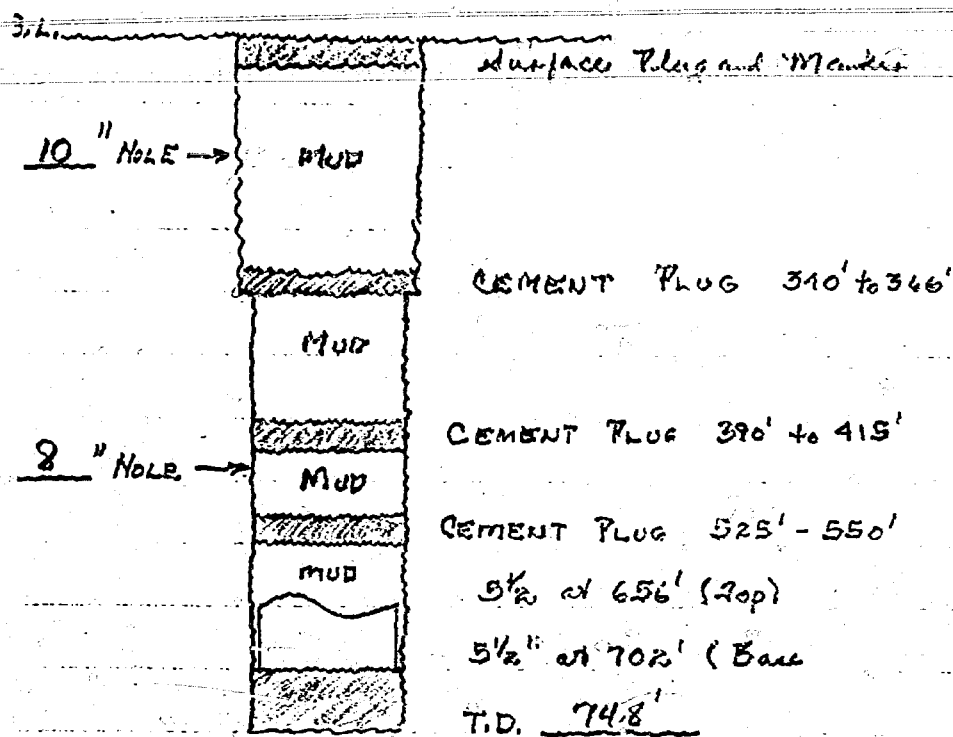 Surface Plug and Marker
10 " HOLE
MUD
CEMENT PLUG 340' to 346'
MUD
CEMENT PLUG 390' to 415'
8 " HOLE
MUD
CEMENT PLUG 525' - 550'
MUD
5½ at 656' (Top)
5½" at 702' (Base
T.D. 748'